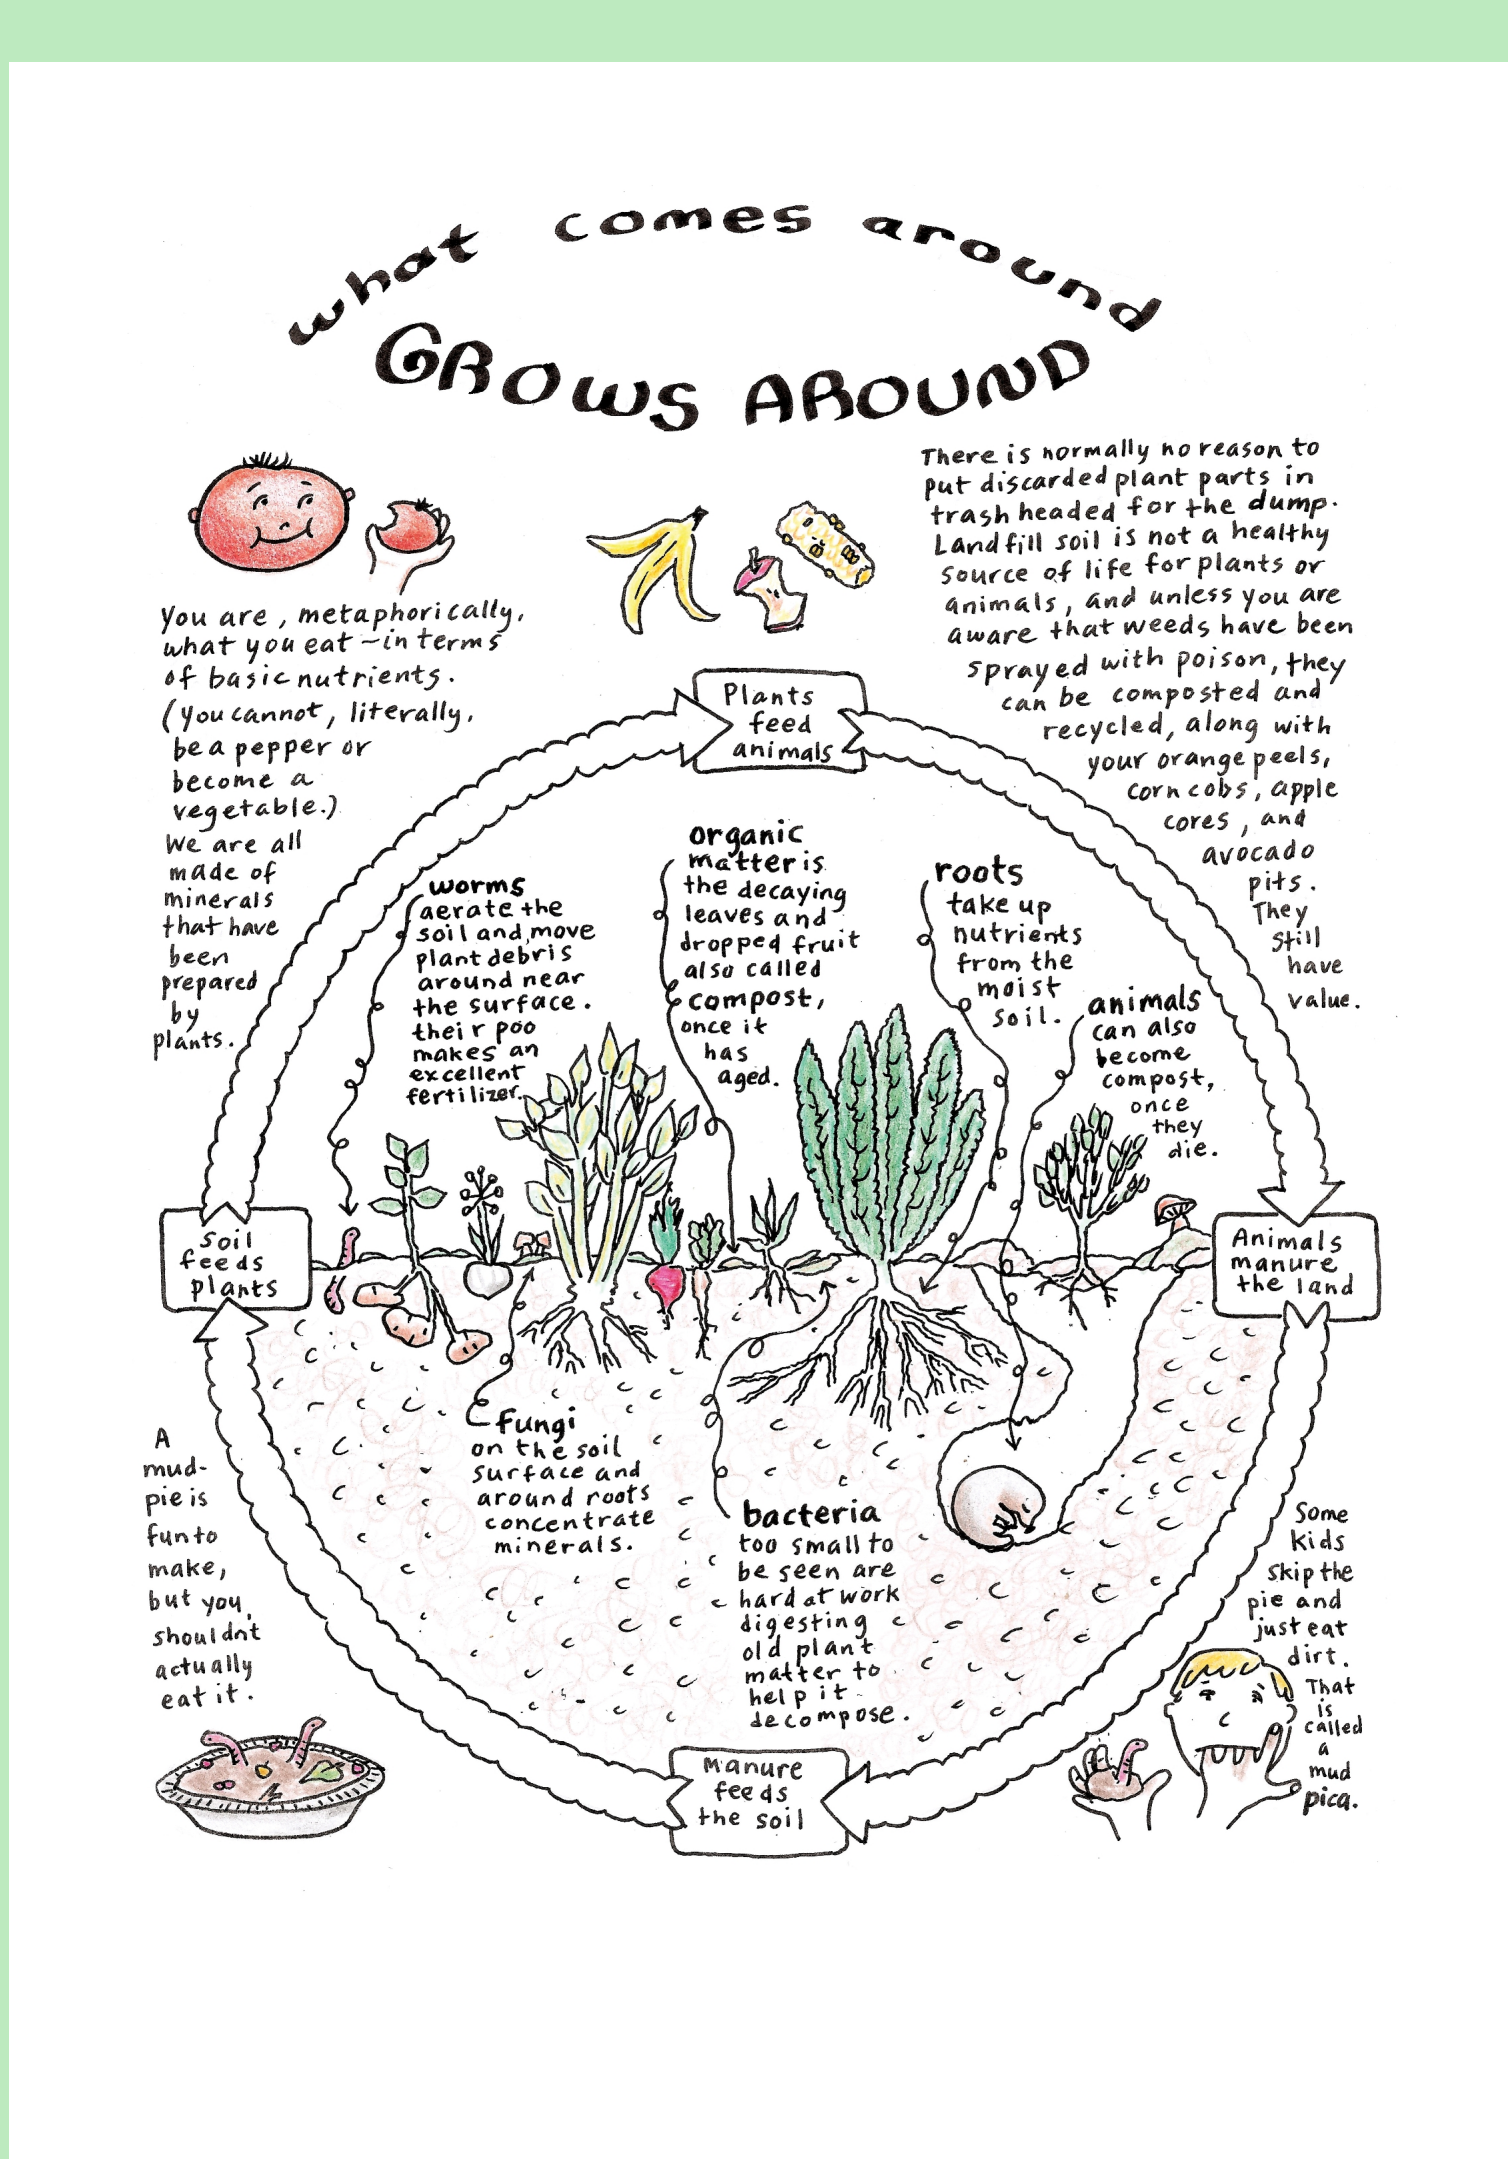 what comes around
GROWS AROUND
You are, metaphorically,
what you eat – in terms
of basic nutrients.
(you cannot, literally,
be a pepper or
become a
vegetable.)
We are all
made of
minerals
that have
been
prepared
by
plants.
There is normally no reason to
put discarded plant parts in
trash headed for the dump.
Landfill soil is not a healthy
source of life for plants or
animals, and unless you are
aware that weeds have been
sprayed with poison, they
can be composted and
recycled, along with
your orange peels,
corn cobs, apple
cores, and
avocado
pits.
They
still
have
value.
Plants
feed
animals
worms
aerate the
soil and move
plant debris
around near
the surface.
their poo
makes an
excellent
fertilizer.
organic
matter is
the decaying
leaves and
dropped fruit
also called
compost,
once it
has
aged.
roots
take up
nutrients
from the
moist
soil.
animals
can also
become
compost,
once
they
die.
Soil
feeds
plants
Animals
manure
the land
fungi
on the soil
surface and
around roots
concentrate
minerals.
bacteria
too small to
be seen are
hard at work
digesting
old plant
matter to
help it
decompose.
A
mud-
pie is
fun to
make,
but you
shouldnt
actually
eat it.
Some
kids
skip the
pie and
just eat
dirt.
That
is
called
a
mud
pica.
Manure
feeds
the soil